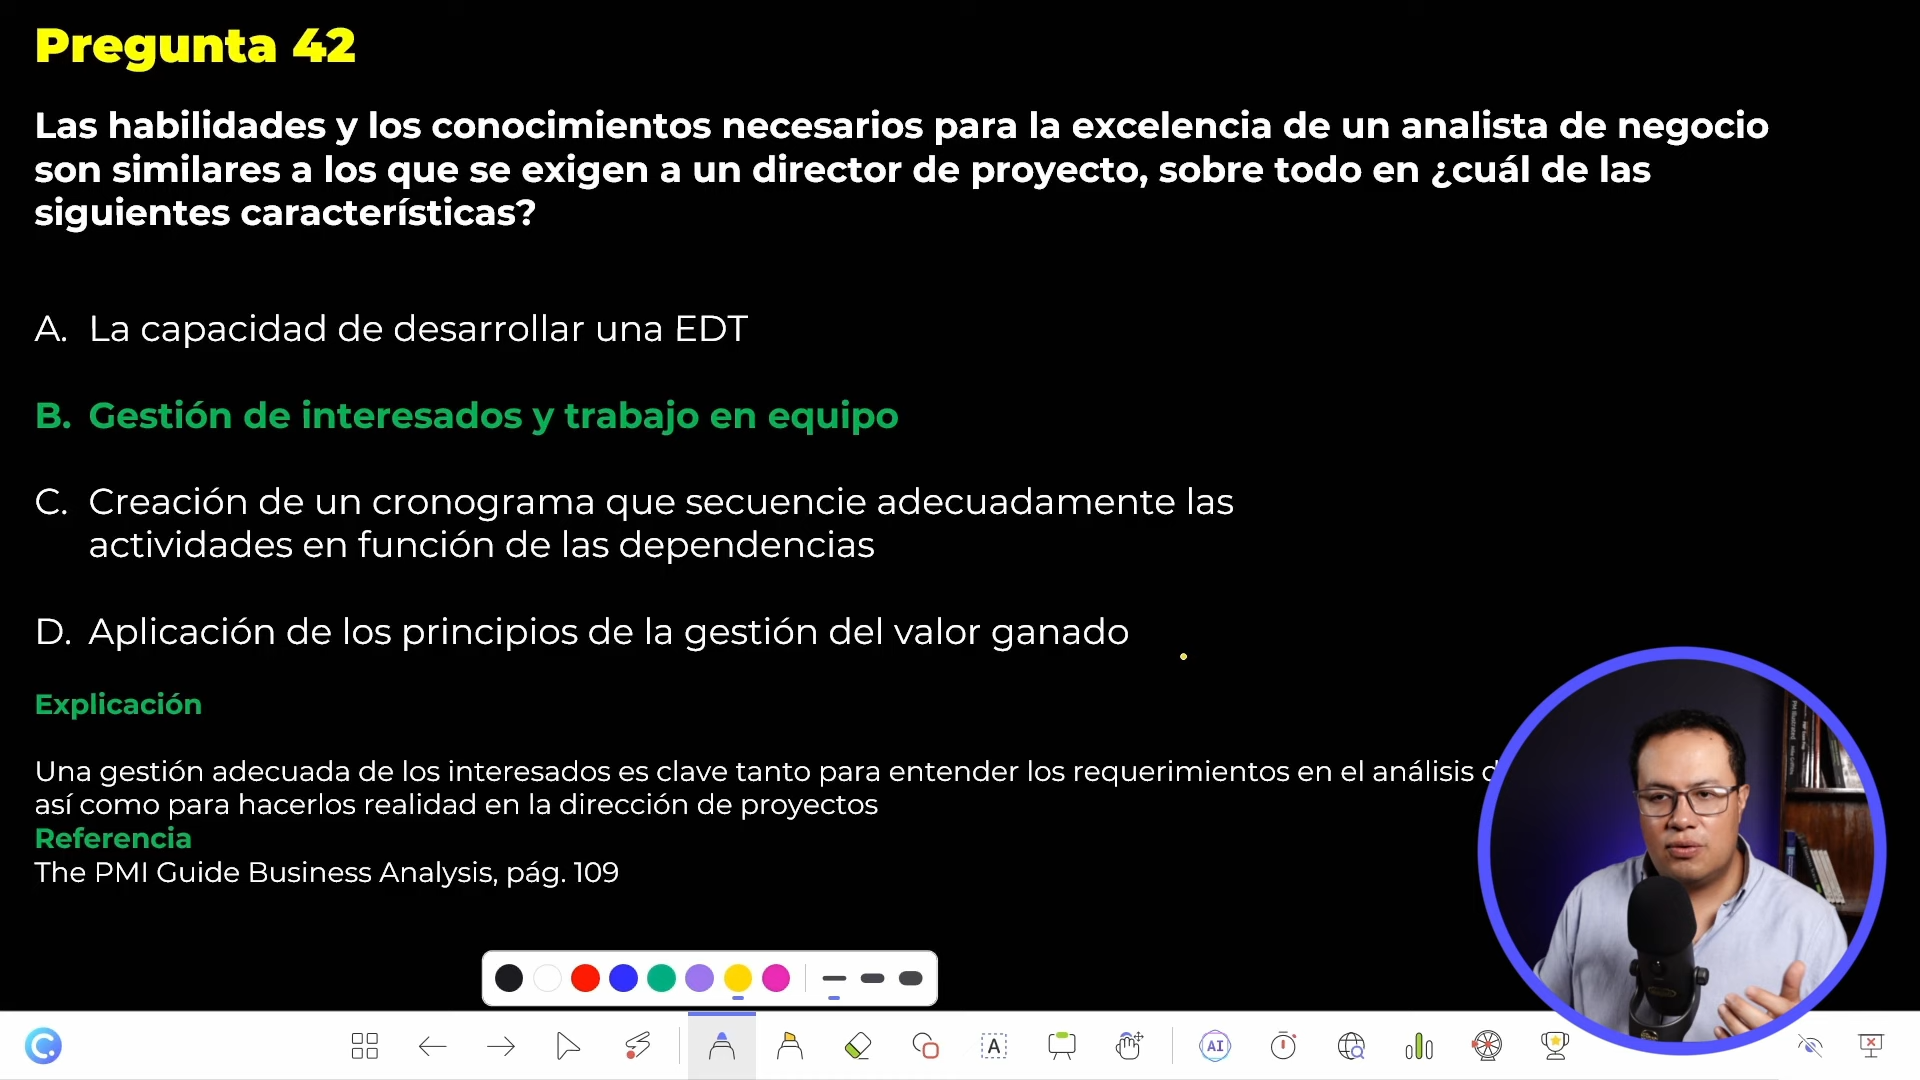 Pregunta 42
Las habilidades y los conocimientos necesarios para la excelencia de un analista de negocio
son similares a los que se exigen a un director de proyecto, sobre todo en ¿cuál de las
siguientes características?
A. La capacidad de desarrollar una EDT
B. Gestión de interesados y trabajo en equipo
C. Creación de un cronograma que secuencie adecuadamente las
actividades en función de las dependencias
D. Aplicación de los principios de la gestión del valor ganado
Explicación
Una gestión adecuada de los interesados es clave tanto para entender los requerimientos en el análisis
así como para hacerlos realidad en la dirección de proyectos
Referencia
The PMI Guide Business Analysis, pág. 109
A
AI